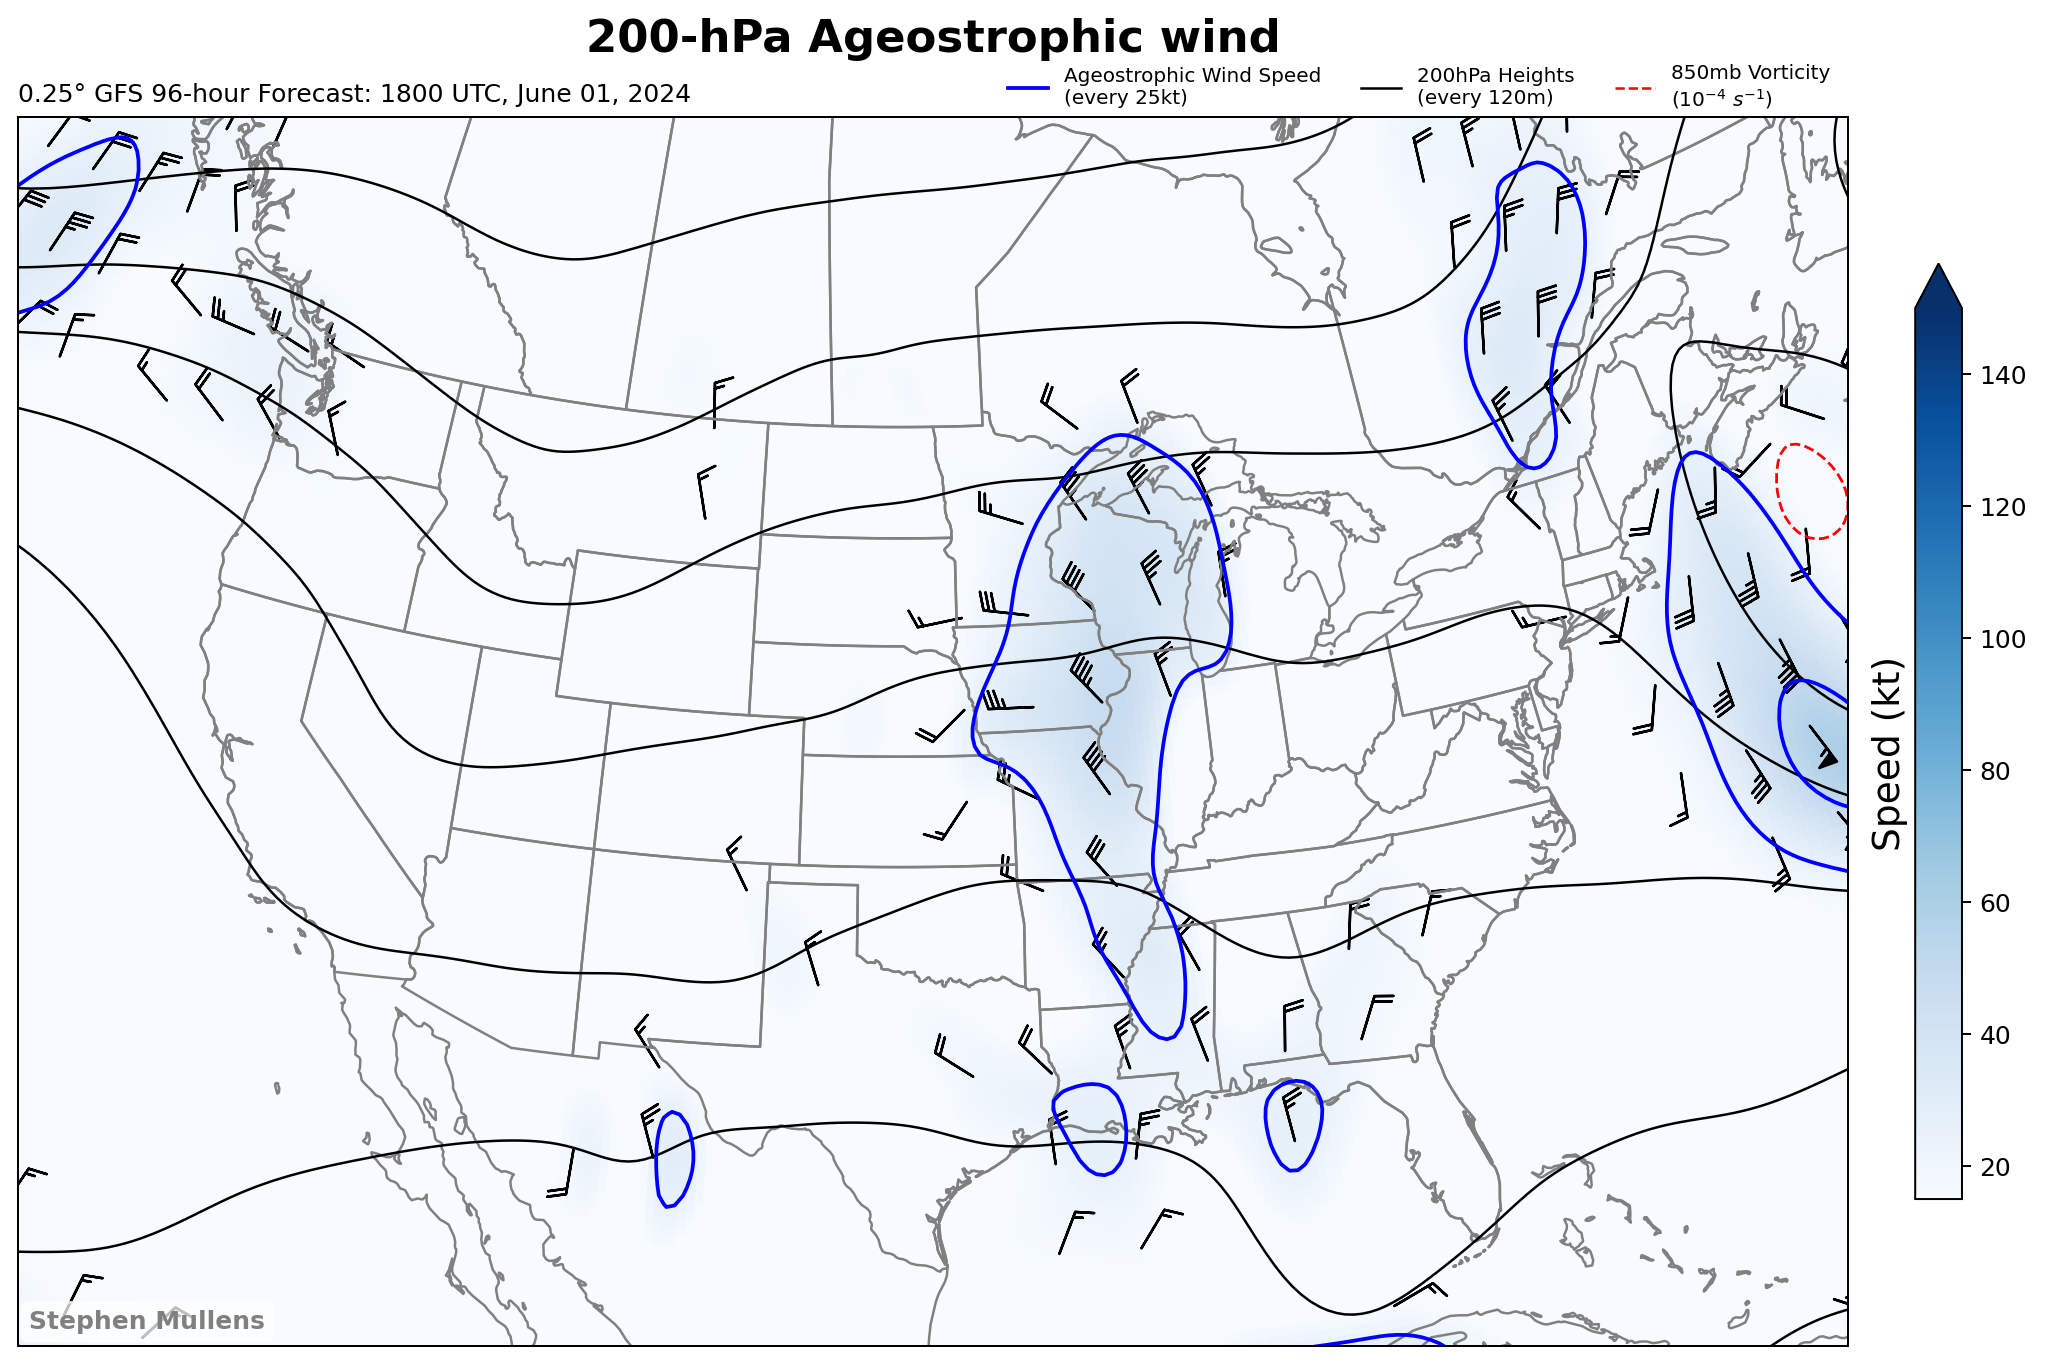 200-hPa Ageostrophic wind
0.25° GFS 96-hour Forecast: 1800 UTC, June 01, 2024
Ageostrophic Wind Speed
(every 25kt)
200hPa Heights
(every 120m)
850mb Vorticity
(10⁻⁴ s⁻¹)
140
120
100
80
60
40
20
Speed (kt)
Stephen Mullens